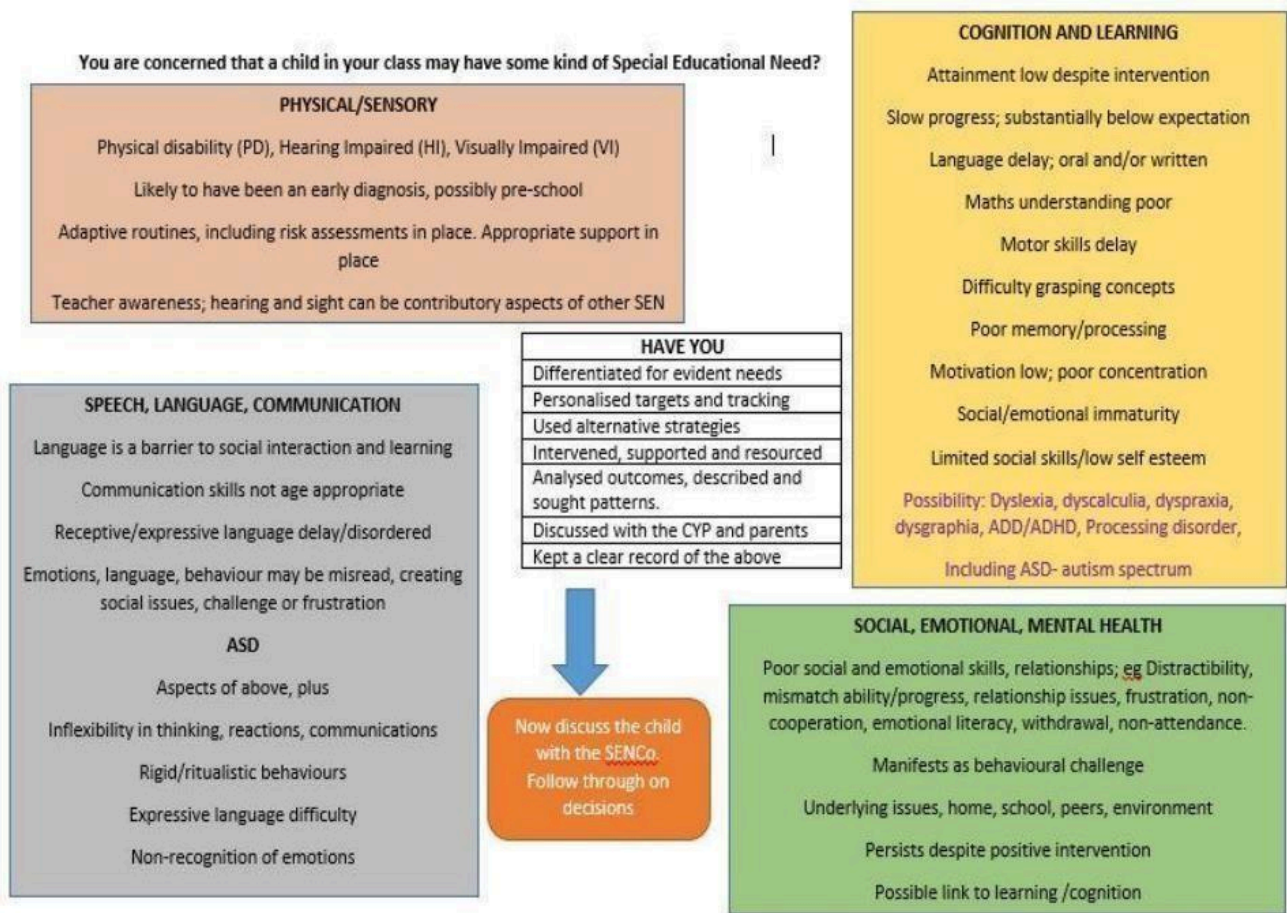 You are concerned that a child in your class may have some kind of Special Educational Need?
PHYSICAL/SENSORY
Physical disability (PD), Hearing Impaired (HI), Visually Impaired (VI)
Likely to have been an early diagnosis, possibly pre-school
Adaptive routines, including risk assessments in place. Appropriate support in
place
Teacher awareness; hearing and sight can be contributory aspects of other SEN
COGNITION AND LEARNING
Attainment low despite intervention
Slow progress; substantially below expectation
Language delay; oral and/or written
Maths understanding poor
Motor skills delay
Difficulty grasping concepts
Poor memory/processing
Motivation low; poor concentration
Social/emotional immaturity
Limited social skills/low self esteem
Possibility: Dyslexia, dyscalculia, dyspraxia,
dysgraphia, ADD/ADHD, Processing disorder,
Including ASD- autism spectrum
HAVE YOU
Differentiated for evident needs
Personalised targets and tracking
Used alternative strategies
Intervened, supported and resourced
Analysed outcomes, described and
sought patterns.
Discussed with the CYP and parents
Kept a clear record of the above
SPEECH, LANGUAGE, COMMUNICATION
Language is a barrier to social interaction and learning
Communication skills not age appropriate
Receptive/expressive language delay/disordered
Emotions, language, behaviour may be misread, creating
social issues, challenge or frustration
ASD
Aspects of above, plus
Inflexibility in thinking, reactions, communications
Rigid/ritualistic behaviours
Expressive language difficulty
Non-recognition of emotions
Now discuss the child
with the SENCo.
Follow through on
decisions
SOCIAL, EMOTIONAL, MENTAL HEALTH
Poor social and emotional skills, relationships; eg Distractibility,
mismatch ability/progress, relationship issues, frustration, non-
cooperation, emotional literacy, withdrawal, non-attendance.
Manifests as behavioural challenge
Underlying issues, home, school, peers, environment
Persists despite positive intervention
Possible link to learning /cognition